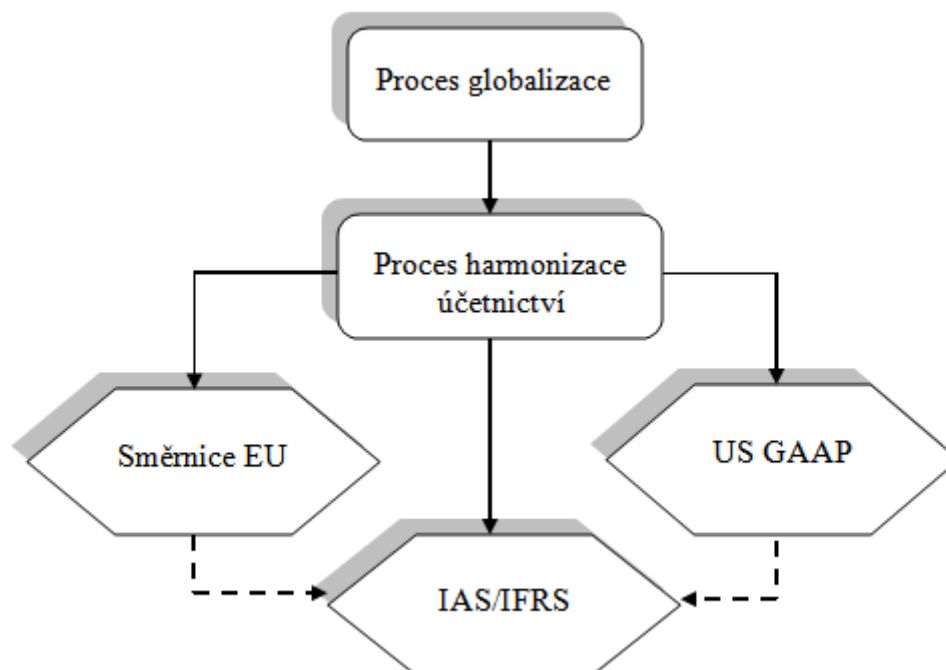 Proces globalizace
Proces harmonizace
účetnictví
Směrnice EU
US GAAP
IAS/IFRS